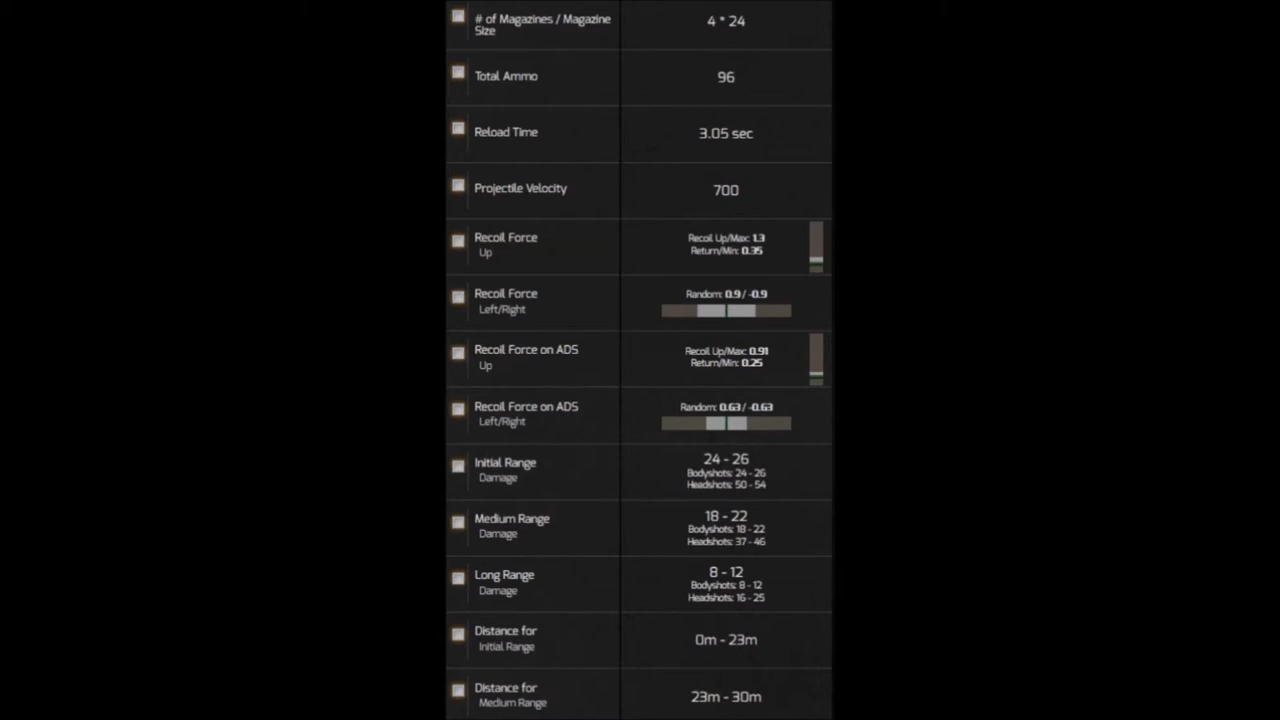 # of Magazines / Magazine
Size
4 * 24
Total Ammo
96
Reload Time
3.05 sec
Projectile Velocity
700
Recoil Force
Up
Recoil Up/Max: 1.3
Return/Min: 0.35
Recoil Force
Left/Right
Random: 0.9 / -0.9
Recoil Force on ADS
Up
Recoil Up/Max: 0.91
Return/Min: 0.25
Recoil Force on ADS
Left/Right
Random: 0.63 / -0.63
Initial Range
Damage
24 - 26
Bodyshots: 24 - 26
Headshots: 50 - 54
Medium Range
Damage
18 - 22
Bodyshots: 18 - 22
Headshots: 37 - 46
Long Range
Damage
8 - 12
Bodyshots: 8 - 12
Headshots: 16 - 25
Distance for
Initial Range
0m - 23m
Distance for
Medium Range
23m - 30m